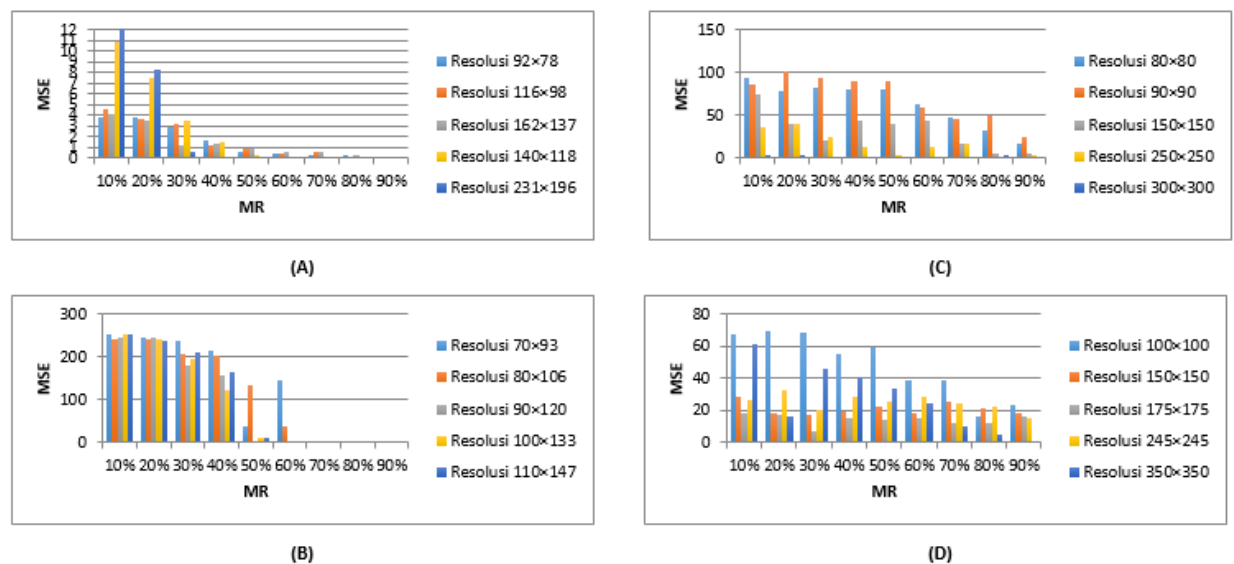 12
11
10
9
8
7
6
5
4
3
2
1
0
MSE
10% 20% 30% 40% 50% 60% 70% 80% 90%
MR
Resolusi 92×78
Resolusi 116×98
Resolusi 162×137
Resolusi 140×118
Resolusi 231×196
(A)
150
100
50
0
MSE
10% 20% 30% 40% 50% 60% 70% 80% 90%
MR
Resolusi 80×80
Resolusi 90×90
Resolusi 150×150
Resolusi 250×250
Resolusi 300×300
(C)
300
200
100
0
MSE
10% 20% 30% 40% 50% 60% 70% 80% 90%
MR
Resolusi 70×93
Resolusi 80×106
Resolusi 90×120
Resolusi 100×133
Resolusi 110×147
(B)
80
60
40
20
0
MSE
10% 20% 30% 40% 50% 60% 70% 80% 90%
MR
Resolusi 100×100
Resolusi 150×150
Resolusi 175×175
Resolusi 245×245
Resolusi 350×350
(D)